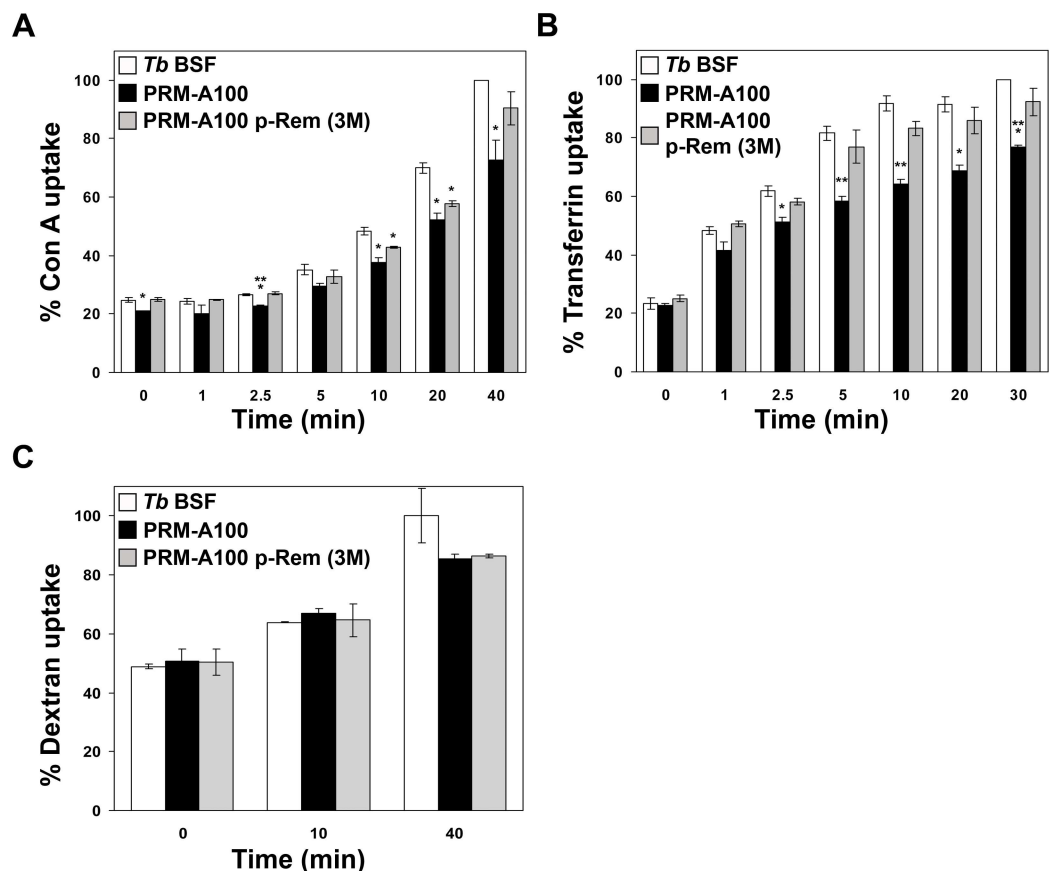 A
Tb BSF
PRM-A100
PRM-A100 p-Rem (3M)
% Con A uptake
100
80
60
40
20
0
*
**
*
*
*
*
*
*
0 1 2.5 5 10 20 40
Time (min)
B
Tb BSF
PRM-A100
PRM-A100
p-Rem (3M)
% Transferrin uptake
100
80
60
40
20
0
*
**
**
*
**
*
0 1 2.5 5 10 20 30
Time (min)
C
Tb BSF
PRM-A100
PRM-A100 p-Rem (3M)
% Dextran uptake
100
80
60
40
20
0
0 10 40
Time (min)